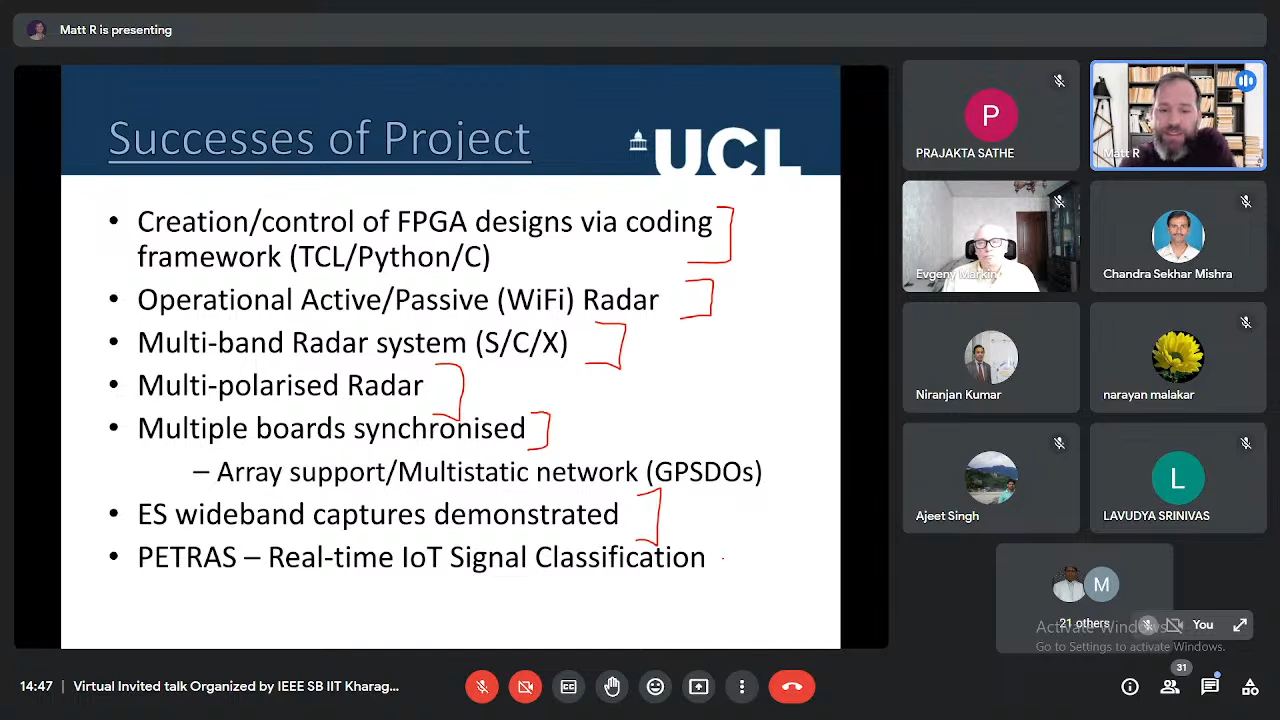 Matt R is presenting
Successes of Project
UCL
• Creation/control of FPGA designs via coding
framework (TCL/Python/C)
• Operational Active/Passive (WiFi) Radar
• Multi-band Radar system (S/C/X)
• Multi-polarised Radar
• Multiple boards synchronised
– Array support/Multistatic network (GPSDOs)
• ES wideband captures demonstrated
• PETRAS – Real-time IoT Signal Classification
P
PRAJAKTA SATHE
Matt R
Evgeny Markin
Chandra Sekhar Mishra
Niranjan Kumar
narayan malakar
Ajeet Singh
L
LAVUDYA SRINIVAS
M
21 others
You
Activate Windows
Go to Settings to activate Windows.
14:47 | Virtual Invited talk Organized by IEEE SB IIT Kharag...
31